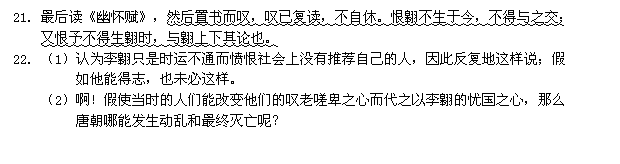 21. 最后读《幽怀赋》，然后置书而叹，叹已复读，不自休。恨翱不生于今，不得与之交；
又恨予不得生翱时，与翱上下其论也。
22. （1）认为李翱只是时运不通而愤恨社会上没有推荐自己的人，因此反复地这样说；假
如他能得志，也未必这样。
（2）啊！假使当时的人们能改变他们的叹老嗟卑之心而代之以李翱的忧国之心，那么
唐朝哪能发生动乱和最终灭亡呢？